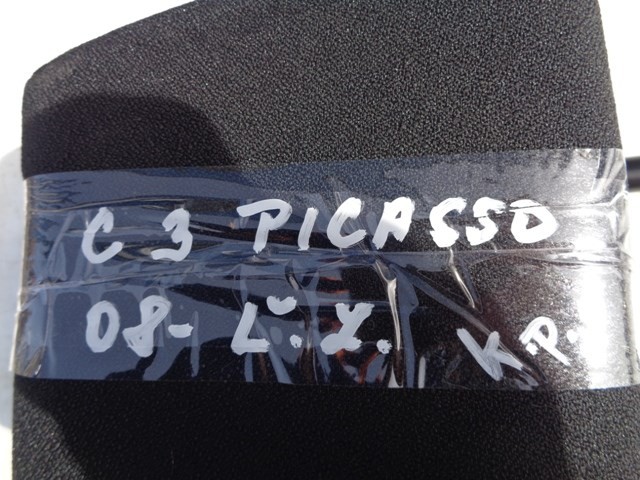 C 3 PICASSO
08- Ľ. Z. K.P.